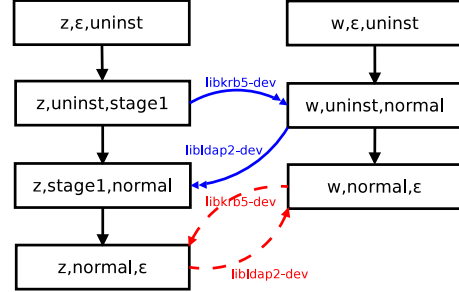 z,ε,uninst
w,ε,uninst
libkrb5-dev
z,uninst,stage1
w,uninst,normal
libldap2-dev
z,stage1,normal
w,normal,ε
libkrb5-dev
z,normal,ε
libldap2-dev